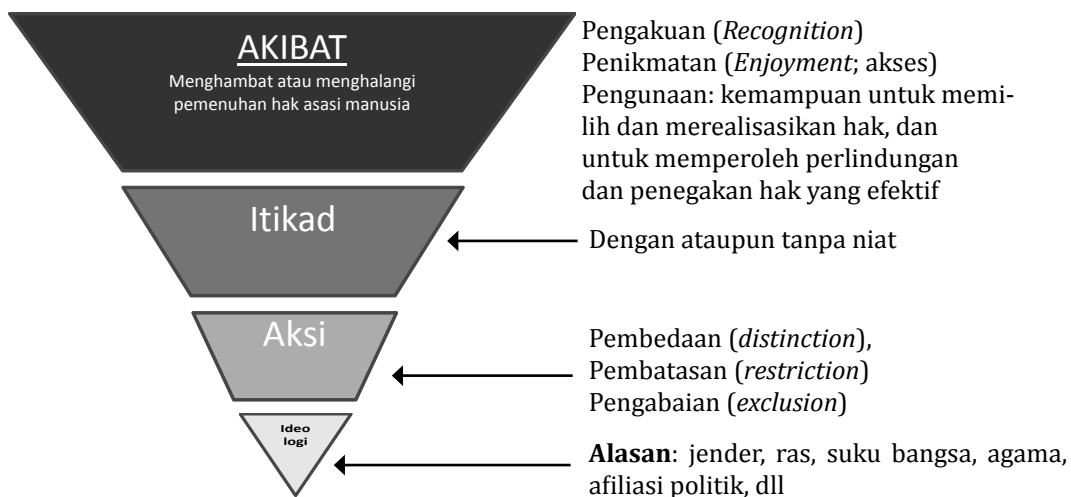 AKIBAT
Menghambat atau menghalangi
pemenuhan hak asasi manusia
Pengakuan (Recognition)
Penikmatan (Enjoyment; akses)
Pengunaan: kemampuan untuk memi-
lih dan merealisasikan hak, dan
untuk memperoleh perlindungan
dan penegakan hak yang efektif
Itikad
Dengan ataupun tanpa niat
Aksi
Pembedaan (distinction),
Pembatasan (restriction)
Pengabaian (exclusion)
Ideo
logi
Alasan: jender, ras, suku bangsa, agama,
afiliasi politik, dll